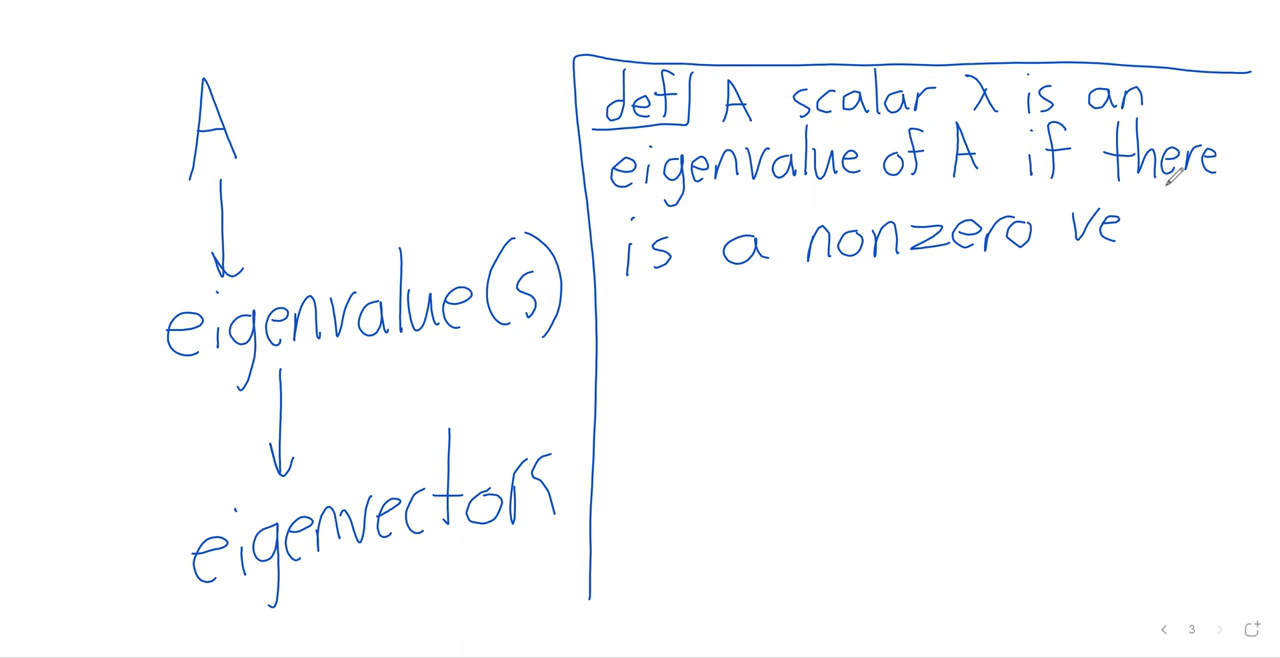 A
eigenvalue(s)
eigenvectors
def A scalar λ is an
eigenvalue of A if there
is a nonzero ve
3